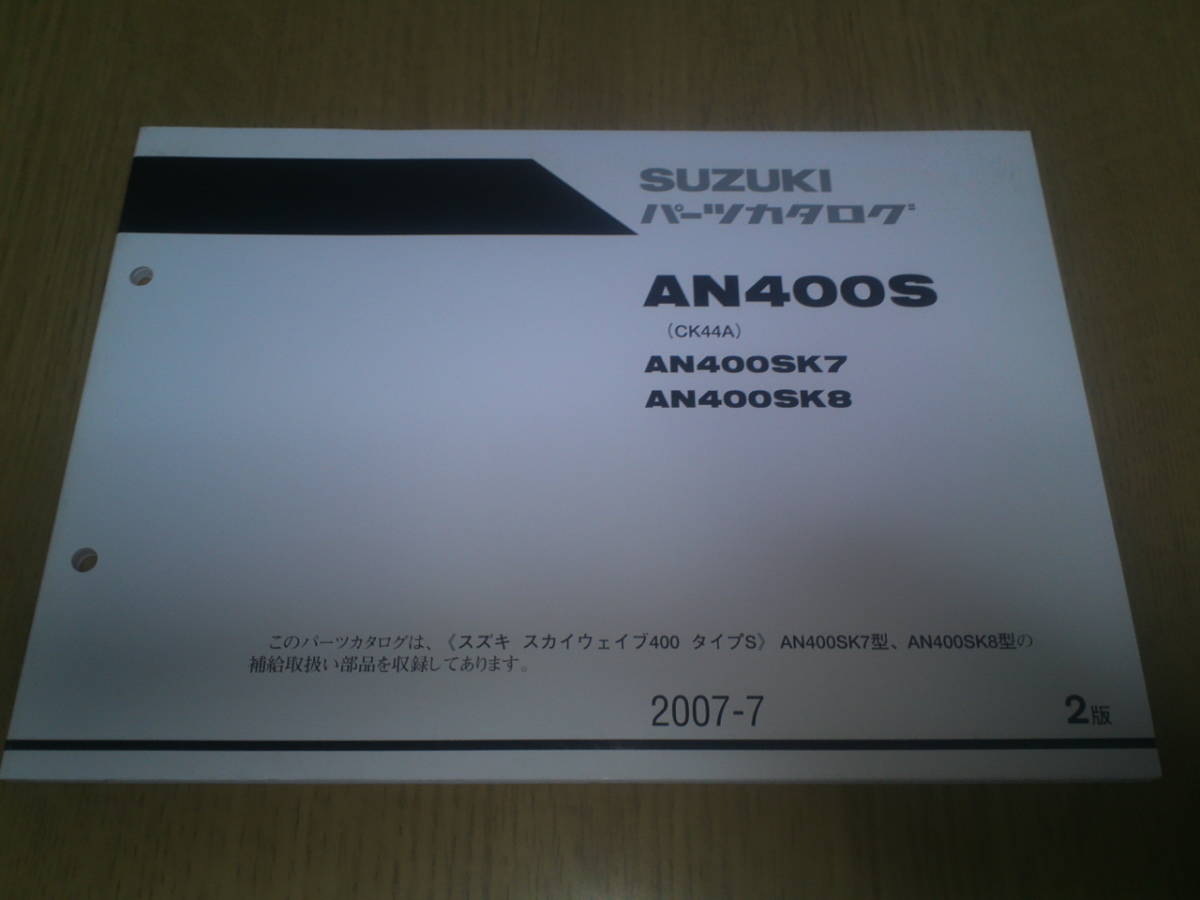 SUZUKI
パーツカタログ
AN400S
（CK44A）
AN400SK7
AN400SK8
このパーツカタログは、《スズキ スカイウェイブ400 タイプS》 AN400SK7型、AN400SK8型の
補給取扱い部品を収録してあります。
2007-7 2版